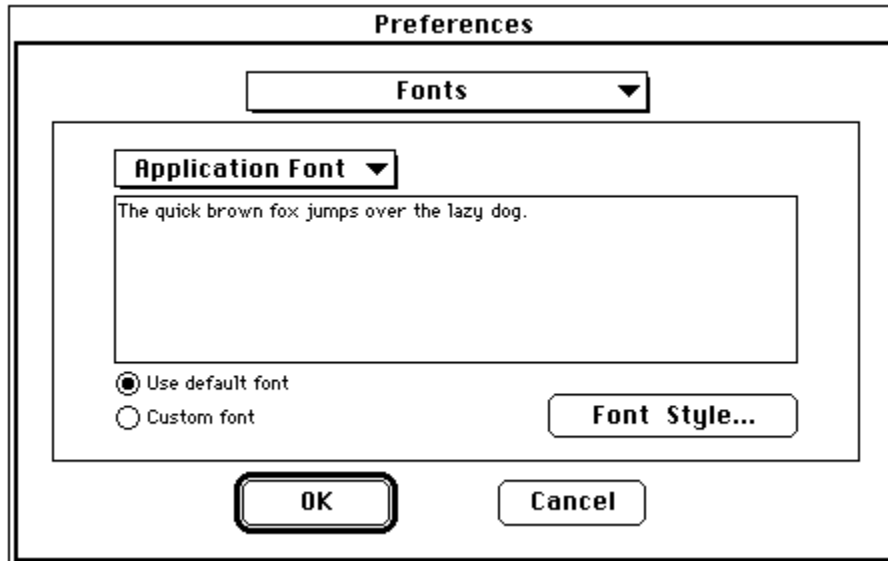 Preferences
Fonts
Application Font
The quick brown fox jumps over the lazy dog.
Use default font
Custom font
Font Style...
OK
Cancel